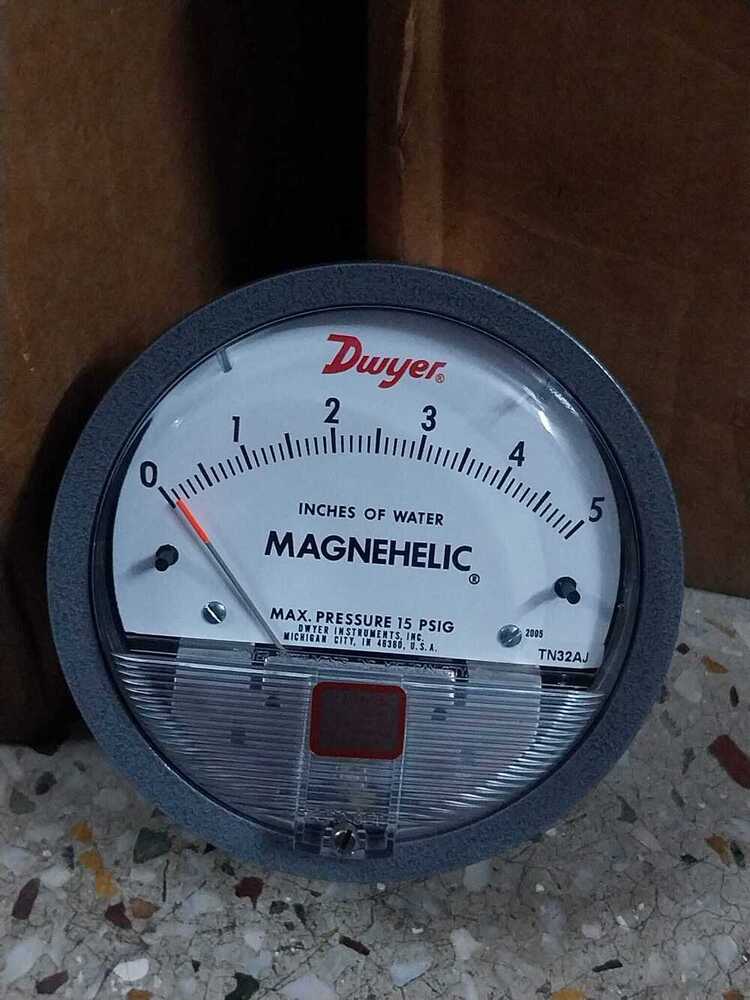 Dwyer®
0 1 2 3 4 5
INCHES OF WATER
MAGNEHELIC®
MAX. PRESSURE 15 PSIG
DWYER INSTRUMENTS, INC.
MICHIGAN CITY, IN 46360, U.S.A.
2005
TN32AJ